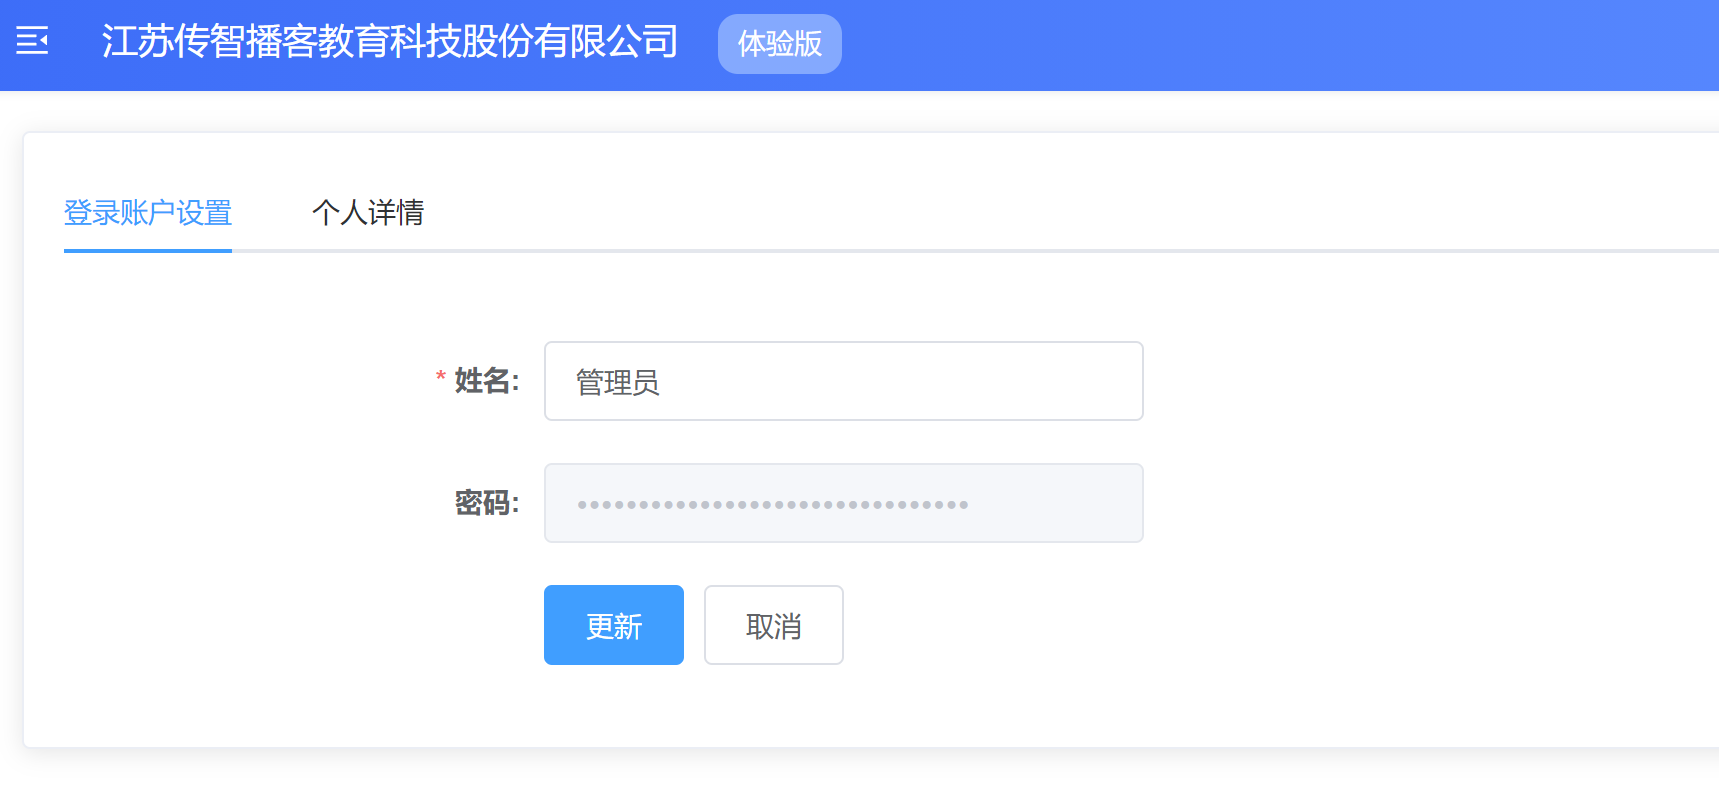 江苏传智播客教育科技股份有限公司 体验版
登录账户设置 个人详情
* 姓名: 管理员
密码: ••••••••••••••••••••••••••••••••
更新 取消